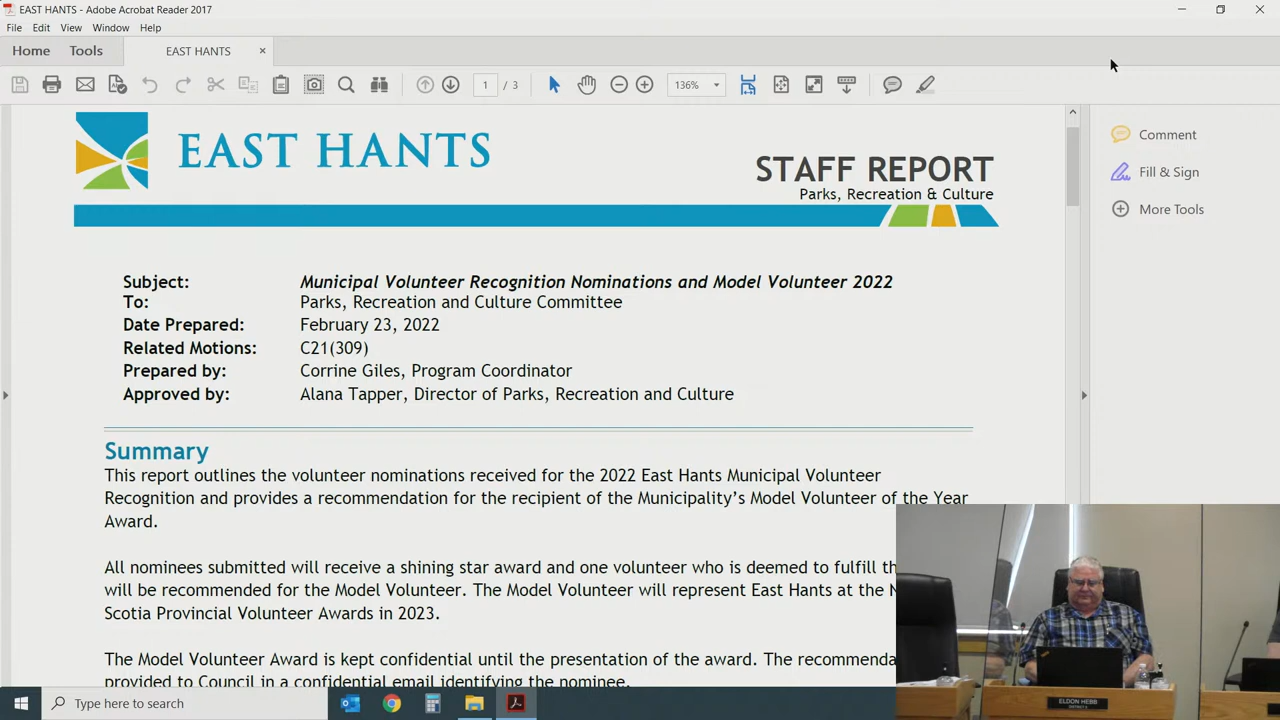 EAST HANTS - Adobe Acrobat Reader 2017
File Edit View Window Help
Home Tools EAST HANTS
1 / 3 136%
EAST HANTS
STAFF REPORT
Parks, Recreation & Culture
Comment
Fill & Sign
More Tools
Subject: Municipal Volunteer Recognition Nominations and Model Volunteer 2022
To: Parks, Recreation and Culture Committee
Date Prepared: February 23, 2022
Related Motions: C21(309)
Prepared by: Corrine Giles, Program Coordinator
Approved by: Alana Tapper, Director of Parks, Recreation and Culture
Summary
This report outlines the volunteer nominations received for the 2022 East Hants Municipal Volunteer
Recognition and provides a recommendation for the recipient of the Municipality's Model Volunteer of the Year
Award.
All nominees submitted will receive a shining star award and one volunteer who is deemed to fulfill
will be recommended for the Model Volunteer. The Model Volunteer will represent East Hants at the
Scotia Provincial Volunteer Awards in 2023.
The Model Volunteer Award is kept confidential until the presentation of the award. The
provided to Council in a confidential email identifying the nominee.
ELDON HEBB
Type here to search